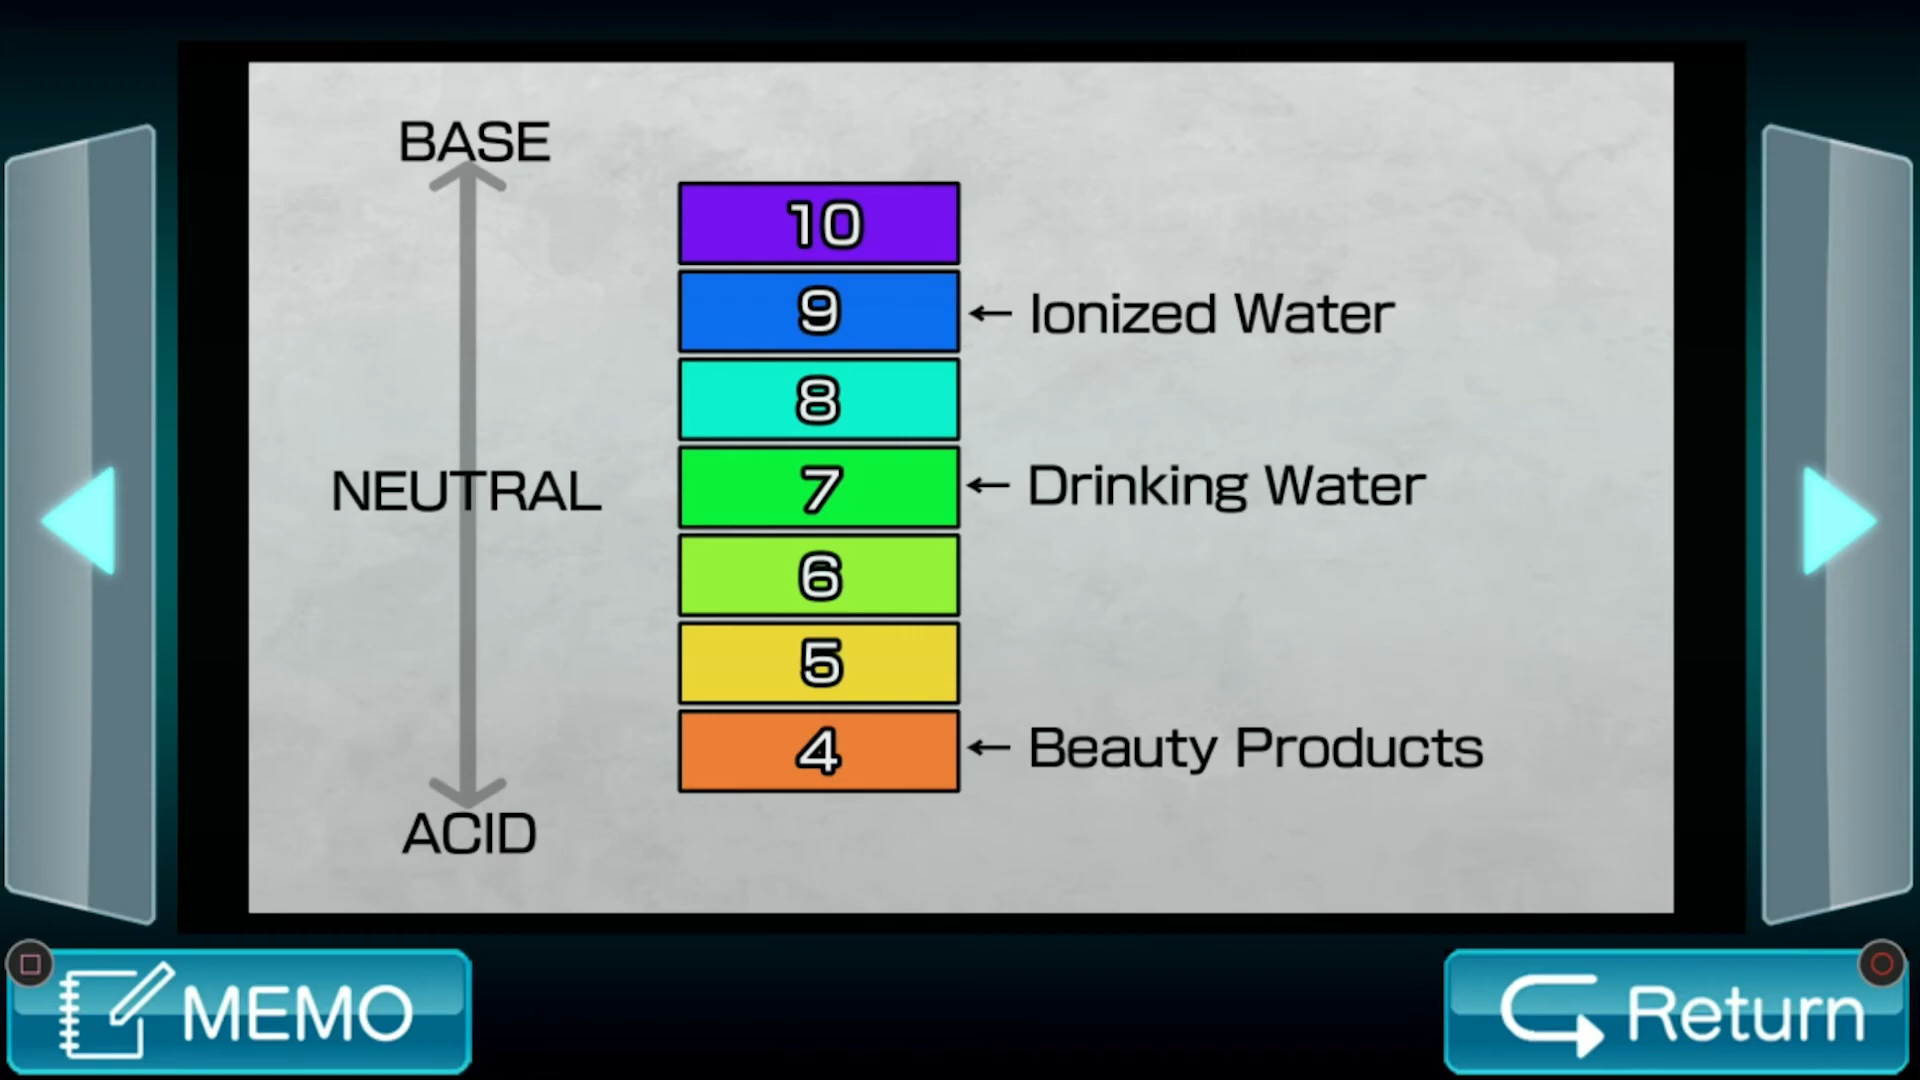 BASE
10
9 ← Ionized Water
8
NEUTRAL 7 ← Drinking Water
6
5
4 ← Beauty Products
ACID
MEMO
Return